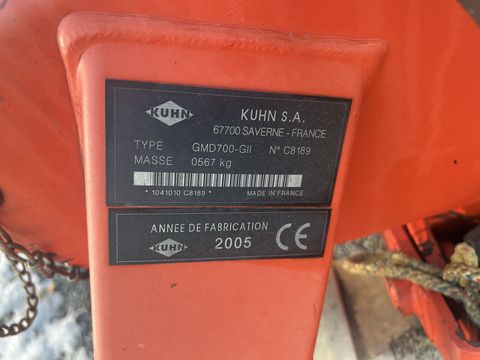 KUHN
KUHN S.A.
67700 SAVERNE - FRANCE
TYPE GMD700-GII N° C8189
MASSE 0567 kg
* 1041010 C8189 * MADE IN FRANCE
ANNEE DE FABRICATION
KUHN 2005 CE